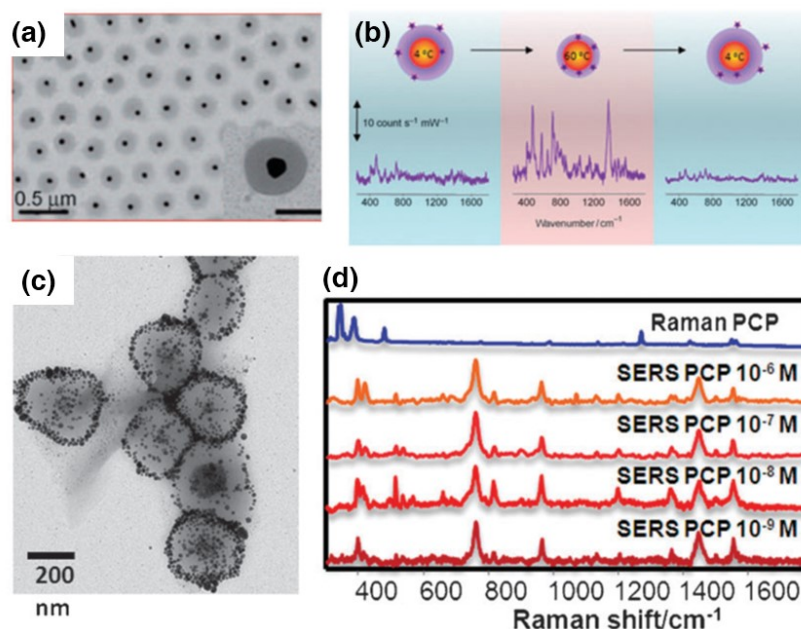 (a)
0.5 μm
(b)
4 ºC
60 ºC
4 ºC
10 count s⁻¹ mW⁻¹
400 800 1200 1600
400 800 1200 1600
400 800 1200 1600
Wavenumber / cm⁻¹
(c)
200
nm
(d)
Raman PCP
SERS PCP 10⁻⁶ M
SERS PCP 10⁻⁷ M
SERS PCP 10⁻⁸ M
SERS PCP 10⁻⁹ M
400 600 800 1000 1200 1400 1600
Raman shift/cm⁻¹